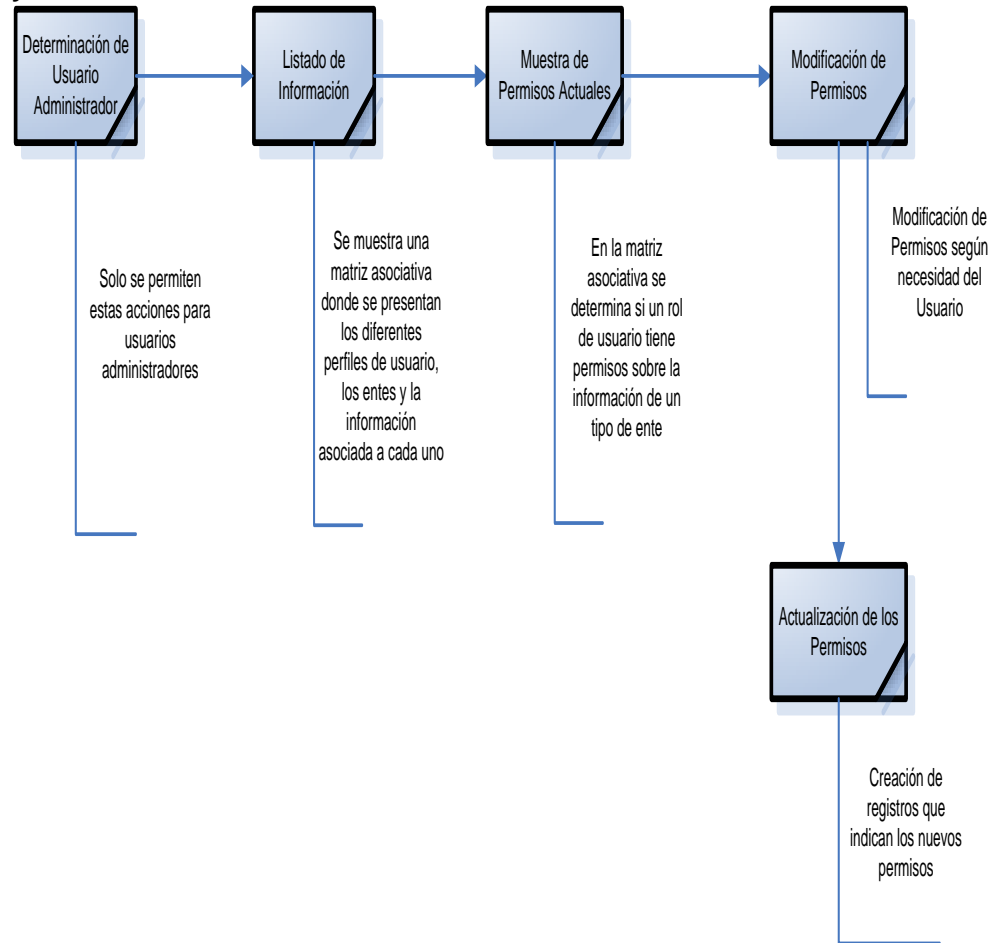 Determinación de
Usuario
Administrador
Listado de
Información
Muestra de
Permisos Actuales
Modificación de
Permisos
Solo se permiten
estas acciones para
usuarios
administradores
Se muestra una
matriz asociativa
donde se presentan
los diferentes
perfiles de usuario,
los entes y la
información
asociada a cada uno
En la matriz
asociativa se
determina si un rol
de usuario tiene
permisos sobre la
información de un
tipo de ente
Modificación de
Permisos según
necesidad del
Usuario
Actualización de los
Permisos
Creación de
registros que
indican los nuevos
permisos